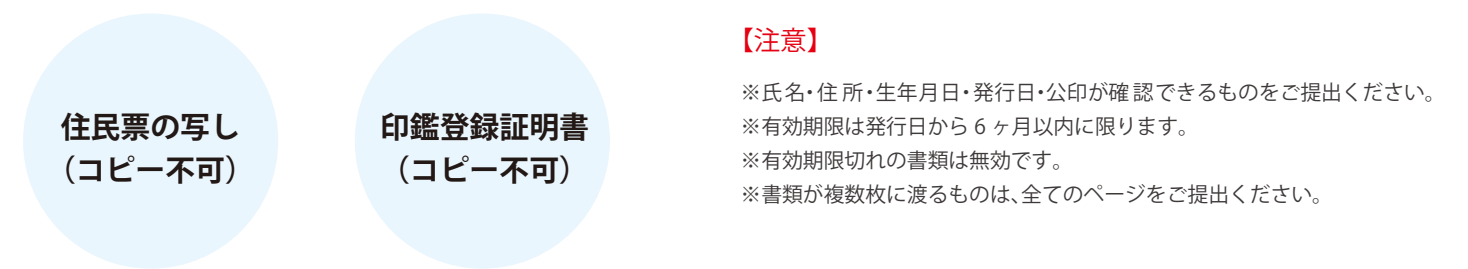 住民票の写し
(コピー不可)
印鑑登録証明書
(コピー不可)
【注意】
※氏名・住所・生年月日・発行日・公印が確認できるものをご提出ください。
※有効期限は発行日から6ヶ月以内に限ります。
※有効期限切れの書類は無効です。
※書類が複数枚に渡るものは、全てのページをご提出ください。